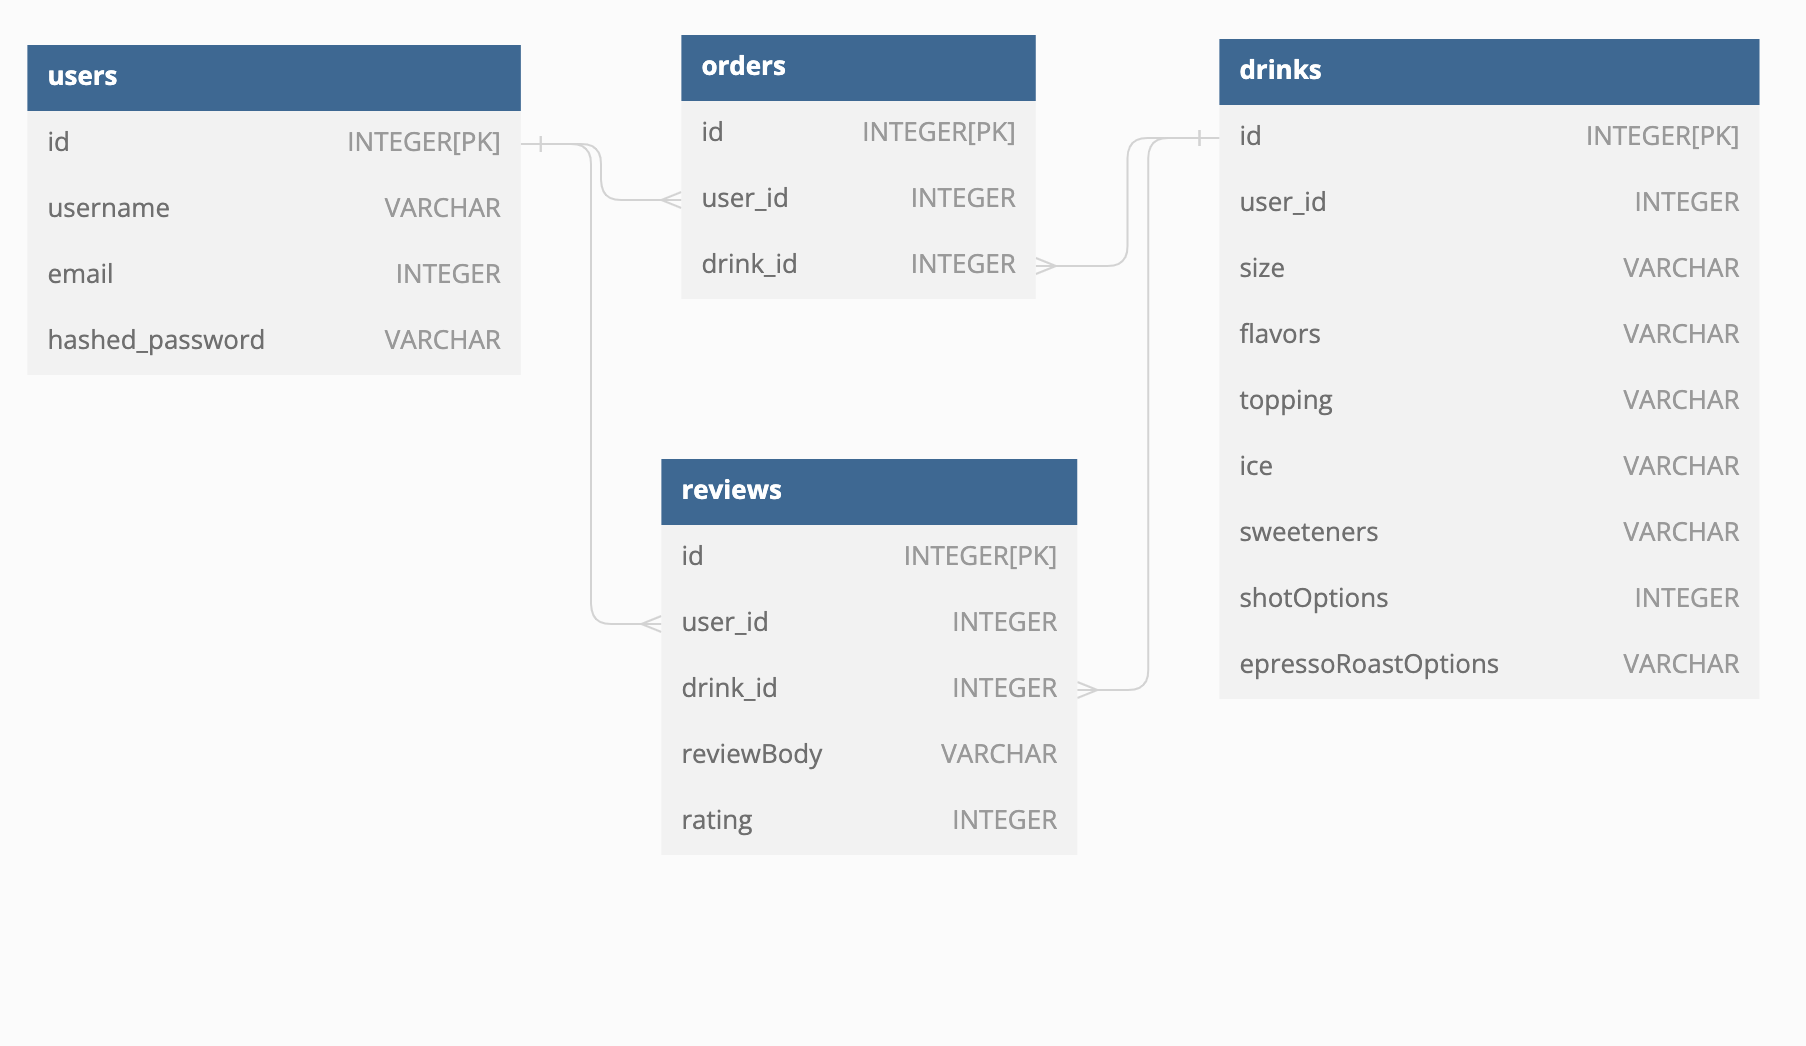 users
id INTEGER[PK]
username VARCHAR
email INTEGER
hashed_password VARCHAR
orders
id INTEGER[PK]
user_id INTEGER
drink_id INTEGER
reviews
id INTEGER[PK]
user_id INTEGER
drink_id INTEGER
reviewBody VARCHAR
rating INTEGER
drinks
id INTEGER[PK]
user_id INTEGER
size VARCHAR
flavors VARCHAR
topping VARCHAR
ice VARCHAR
sweeteners VARCHAR
shotOptions INTEGER
epressoRoastOptions VARCHAR